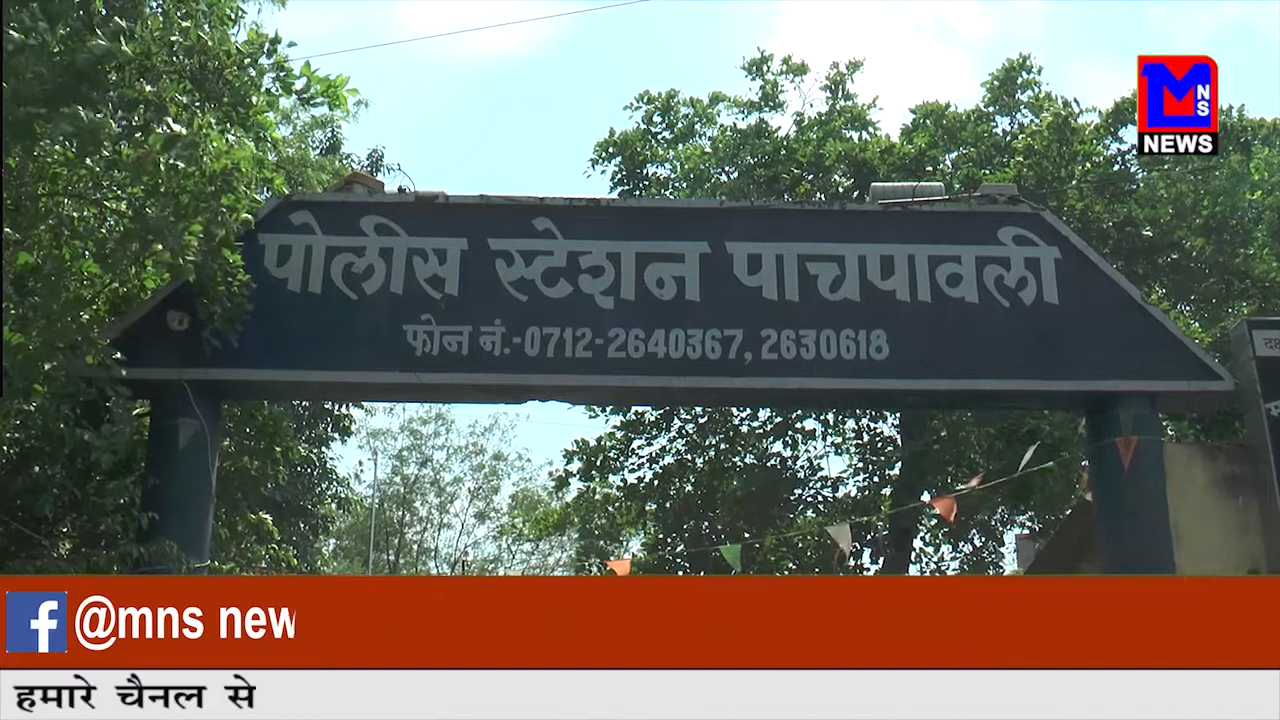 MNS
NEWS
पोलीस स्टेशन पाचपावली
फोन नं.-0712-2640367, 2630618
@mns new
हमारे चैनल से